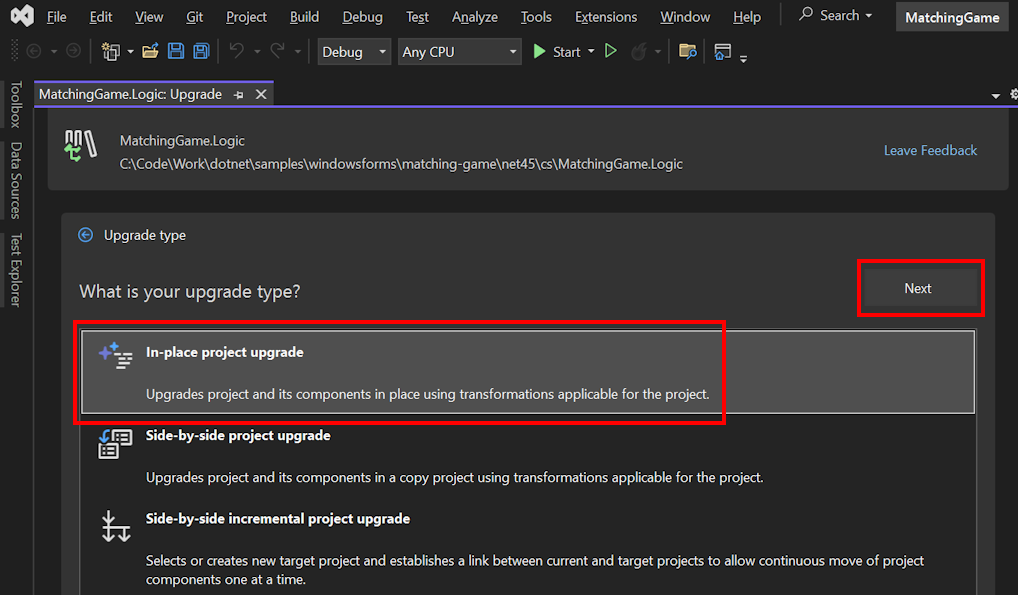 File Edit View Git Project Build Debug Test Analyze Tools Extensions Window Help Search MatchingGame
Debug Any CPU Start
MatchingGame.Logic: Upgrade
Toolbox
Data Sources
Test Explorer
MatchingGame.Logic
C:\Code\Work\dotnet\samples\windowsforms\matching-game\net45\cs\MatchingGame.Logic
Leave Feedback
Upgrade type
What is your upgrade type?
Next
In-place project upgrade
Upgrades project and its components in place using transformations applicable for the project.
Side-by-side project upgrade
Upgrades project and its components in a copy project using transformations applicable for the project.
Side-by-side incremental project upgrade
Selects or creates new target project and establishes a link between current and target projects to allow continuous move of project
components one at a time.